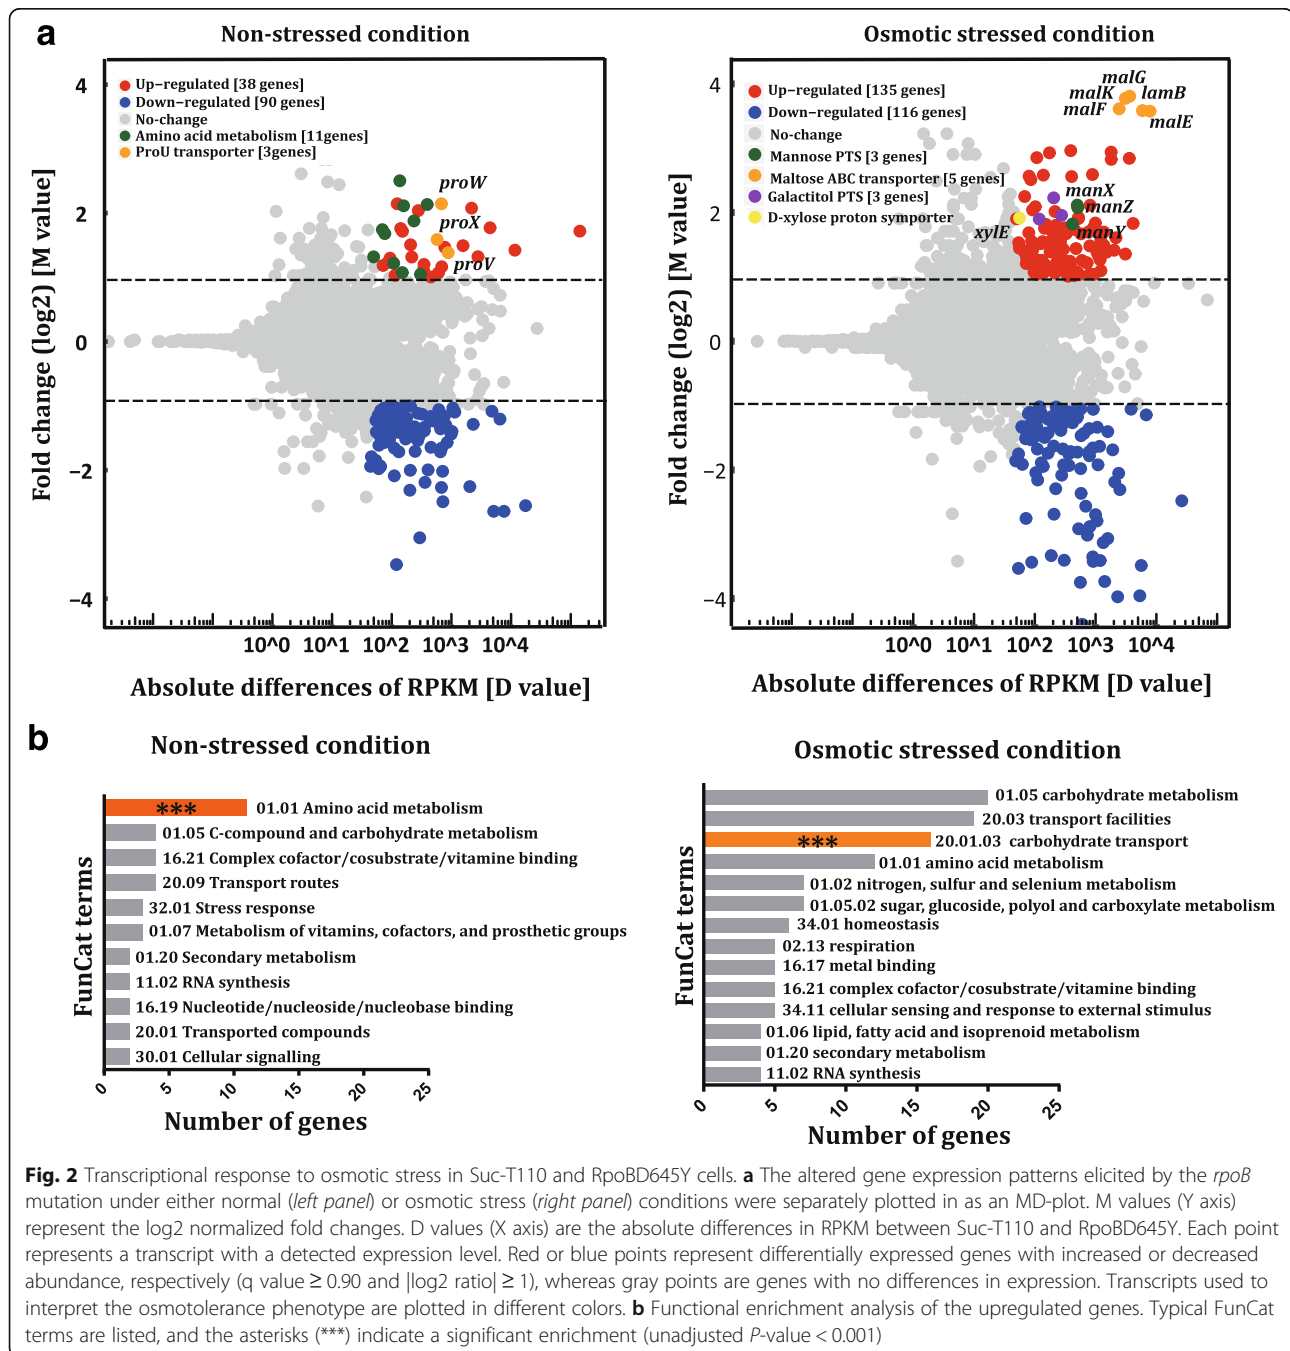 a
Non-stressed condition
Up-regulated [38 genes]
Down-regulated [90 genes]
No-change
Amino acid metabolism [11genes]
ProU transporter [3genes]
proW
proX
proV
4
2
0
−2
−4
Fold change (log2) [M value]
10^0 10^1 10^2 10^3 10^4
Absolute differences of RPKM [D value]
Osmotic stressed condition
Up-regulated [135 genes]
Down-regulated [116 genes]
No-change
Mannose PTS [3 genes]
Maltose ABC transporter [5 genes]
Galactitol PTS [3 genes]
D-xylose proton symporter
malG
malK lamB
malF
malE
manX
manZ
manY
xylE
4
2
0
−2
−4
Fold change (log2) [M value]
10^0 10^1 10^2 10^3 10^4
Absolute differences of RPKM [D value]
b
Non-stressed condition
FunCat terms
*** 01.01 Amino acid metabolism
01.05 C-compound and carbohydrate metabolism
16.21 Complex cofactor/cosubstrate/vitamine binding
20.09 Transport routes
32.01 Stress response
01.07 Metabolism of vitamins, cofactors, and prosthetic groups
01.20 Secondary metabolism
11.02 RNA synthesis
16.19 Nucleotide/nucleoside/nucleobase binding
20.01 Transported compounds
30.01 Cellular signalling
0 5 10 15 20 25
Number of genes
Osmotic stressed condition
FunCat terms
01.05 carbohydrate metabolism
20.03 transport facilities
*** 20.01.03 carbohydrate transport
01.01 amino acid metabolism
01.02 nitrogen, sulfur and selenium metabolism
01.05.02 sugar, glucoside, polyol and carboxylate metabolism
34.01 homeostasis
02.13 respiration
16.17 metal binding
16.21 complex cofactor/cosubstrate/vitamine binding
34.11 cellular sensing and response to external stimulus
01.06 lipid, fatty acid and isoprenoid metabolism
01.20 secondary metabolism
11.02 RNA synthesis
0 5 10 15 20 25
Number of genes
Fig. 2 Transcriptional response to osmotic stress in Suc-T110 and RpoBD645Y cells. a The altered gene expression patterns elicited by the rpoB
mutation under either normal (left panel) or osmotic stress (right panel) conditions were separately plotted in as an MD-plot. M values (Y axis)
represent the log2 normalized fold changes. D values (X axis) are the absolute differences in RPKM between Suc-T110 and RpoBD645Y. Each point
represents a transcript with a detected expression level. Red or blue points represent differentially expressed genes with increased or decreased
abundance, respectively (q value ≥ 0.90 and |log2 ratio| ≥ 1), whereas gray points are genes with no differences in expression. Transcripts used to
interpret the osmotolerance phenotype are plotted in different colors. b Functional enrichment analysis of the upregulated genes. Typical FunCat
terms are listed, and the asterisks (***) indicate a significant enrichment (unadjusted P-value < 0.001)